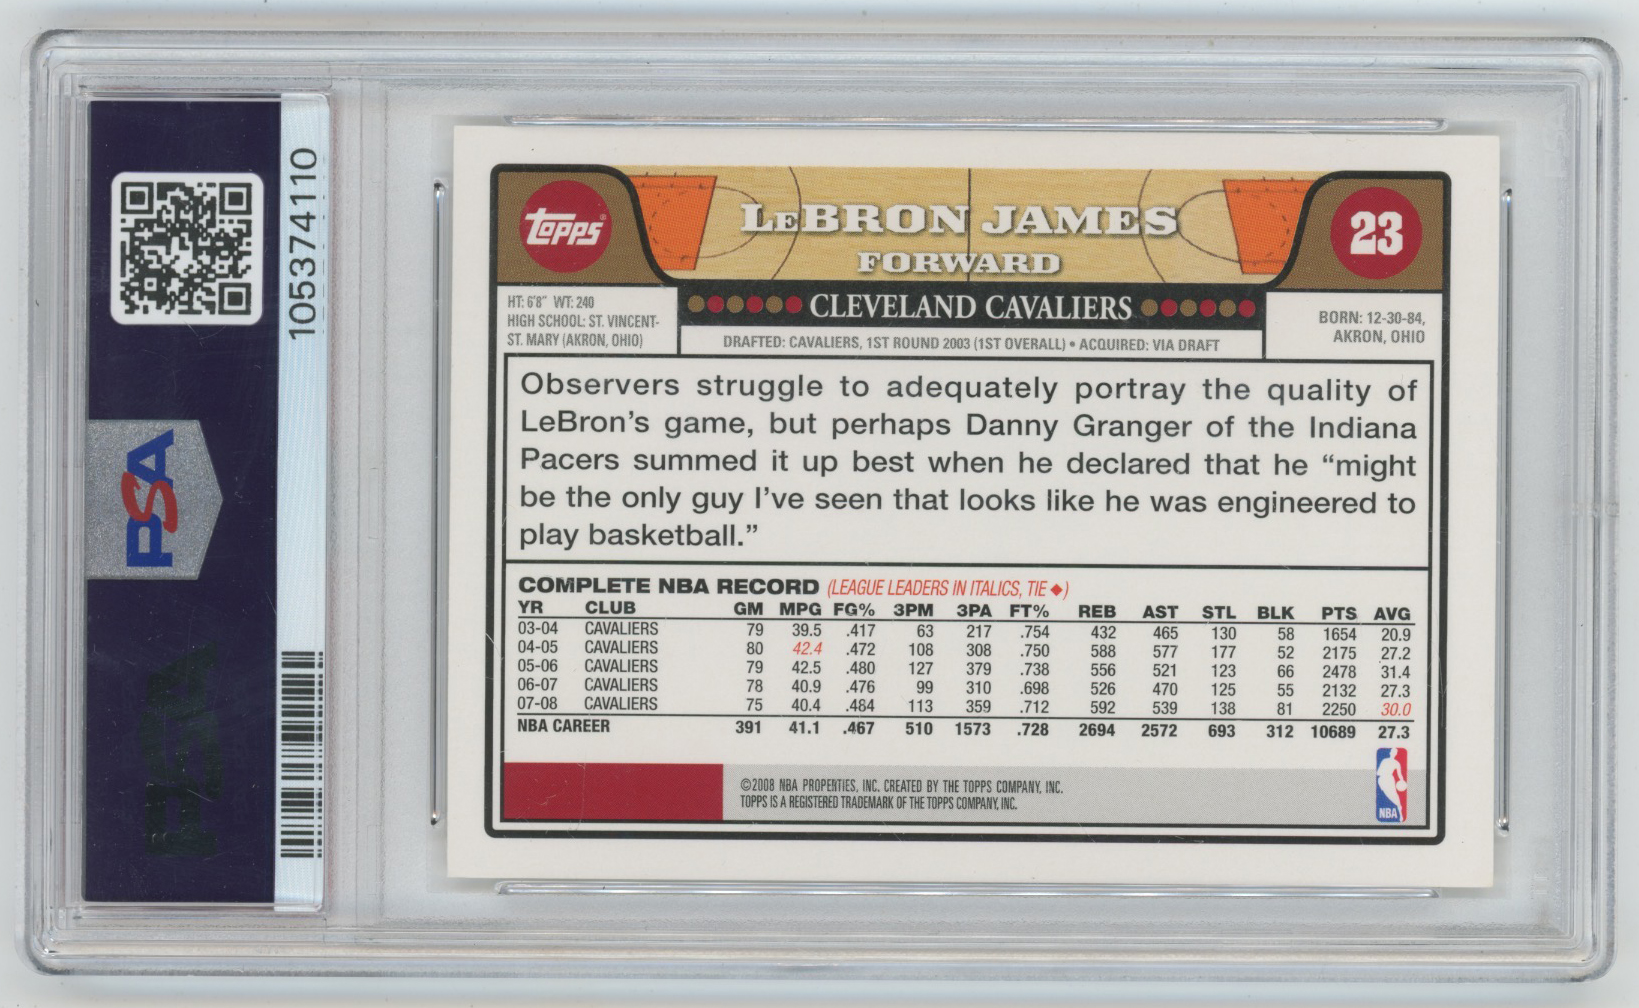 105374110
PSA
PSA
TOPPS®
LeBRON JAMES
FORWARD
23
CLEVELAND CAVALIERS
HT: 6'8" WT: 240
HIGH SCHOOL: ST. VINCENT-
ST. MARY (AKRON, OHIO)
DRAFTED: CAVALIERS, 1ST ROUND 2003 (1ST OVERALL) • ACQUIRED: VIA DRAFT
BORN: 12-30-84,
AKRON, OHIO
Observers struggle to adequately portray the quality of
LeBron's game, but perhaps Danny Granger of the Indiana
Pacers summed it up best when he declared that he “might
be the only guy I've seen that looks like he was engineered to
play basketball.”
COMPLETE NBA RECORD (LEAGUE LEADERS IN ITALICS, TIE ◆)
YR CLUB GM MPG FG% 3PM 3PA FT% REB AST STL BLK PTS AVG
03-04 CAVALIERS 79 39.5 .417 63 217 .754 432 465 130 58 1654 20.9
04-05 CAVALIERS 80 42.4 .472 108 308 .750 588 577 177 52 2175 27.2
05-06 CAVALIERS 79 42.5 .480 127 379 .738 556 521 123 66 2478 31.4
06-07 CAVALIERS 78 40.9 .476 99 310 .698 526 470 125 55 2132 27.3
07-08 CAVALIERS 75 40.4 .484 113 359 .712 592 539 138 81 2250 30.0
NBA CAREER 391 41.1 .467 510 1573 .728 2694 2572 693 312 10689 27.3
©2008 NBA PROPERTIES, INC. CREATED BY THE TOPPS COMPANY, INC.
TOPPS IS A REGISTERED TRADEMARK OF THE TOPPS COMPANY, INC.
NBA